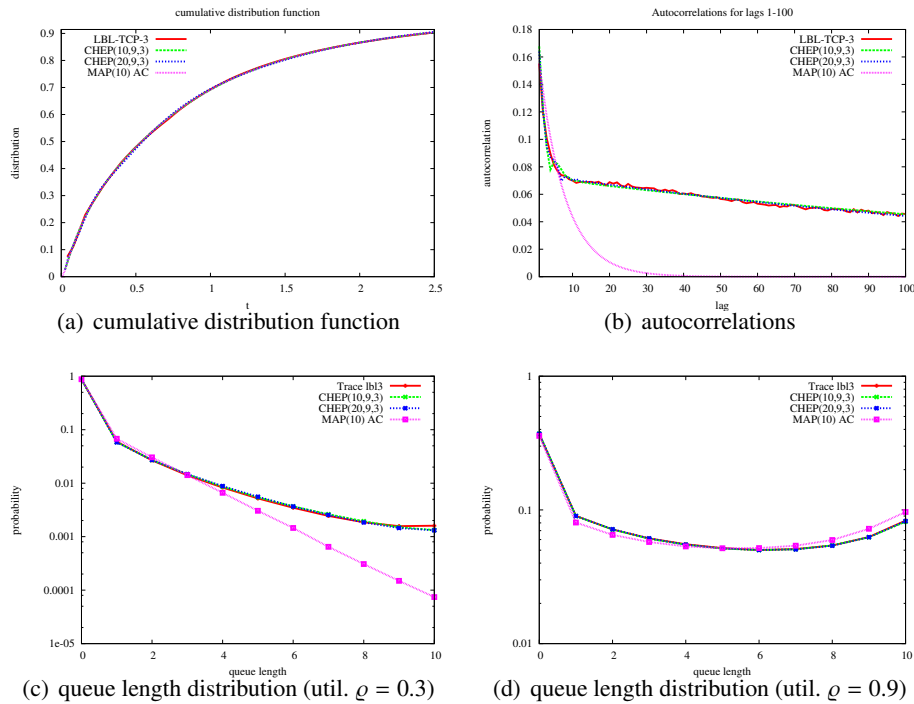 cumulative distribution function
LBL-TCP-3
CHEP(10,9,3)
CHEP(20,9,3)
MAP(10) AC
distribution
0.9
0.8
0.7
0.6
0.5
0.4
0.3
0.2
0.1
0
0 0.5 1 1.5 2 2.5
t
(a) cumulative distribution function
Autocorrelations for lags 1-100
LBL-TCP-3
CHEP(10,9,3)
CHEP(20,9,3)
MAP(10) AC
autocorrelation
0.18
0.16
0.14
0.12
0.1
0.08
0.06
0.04
0.02
0
10 20 30 40 50 60 70 80 90 100
lag
(b) autocorrelations
Trace lbl3
CHEP(10,9,3)
CHEP(20,9,3)
MAP(10) AC
probability
1
0.1
0.01
0.001
0.0001
1e-05
0 2 4 6 8 10
queue length
(c) queue length distribution (util. ϱ = 0.3)
Trace lbl3
CHEP(10,9,3)
CHEP(20,9,3)
MAP(10) AC
probability
1
0.1
0.01
0 2 4 6 8 10
queue length
(d) queue length distribution (util. ϱ = 0.9)